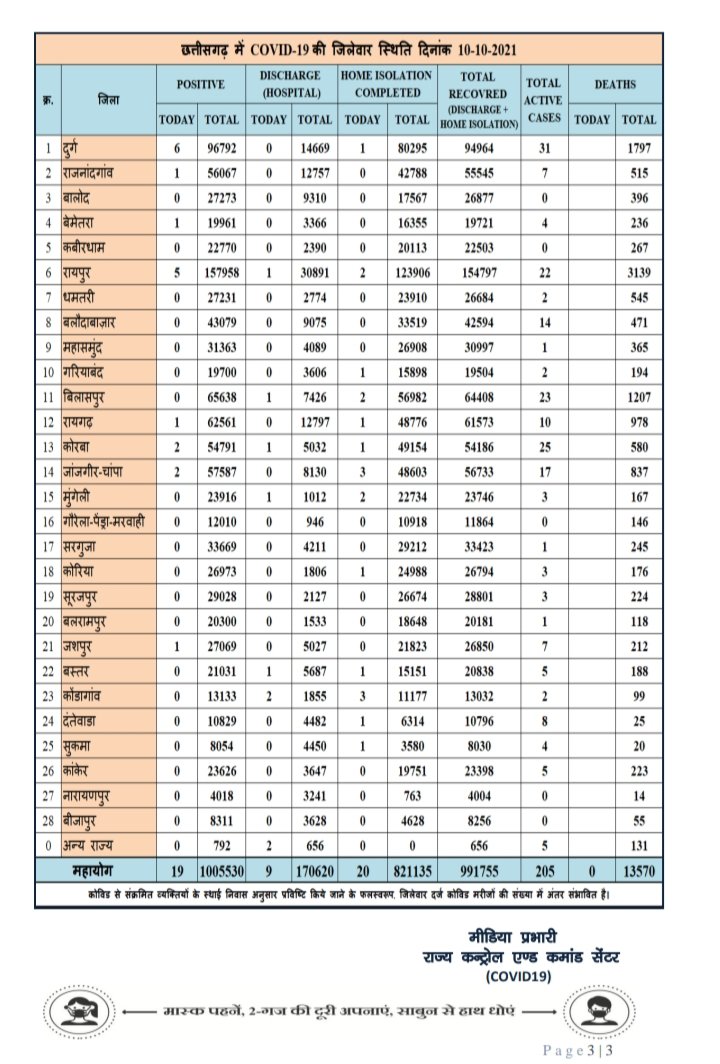 छत्तीसगढ़ में COVID-19 की जिलेवार स्थिति दिनांक 10-10-2021
क्र. जिला POSITIVE DISCHARGE (HOSPITAL) HOME ISOLATION COMPLETED TOTAL RECOVRED (DISCHARGE + HOME ISOLATION) TOTAL ACTIVE CASES DEATHS
TODAY TOTAL TODAY TOTAL TODAY TOTAL TODAY TOTAL
1 दुर्ग 6 96792 0 14669 1 80295 94964 31 1797
2 राजनांदगांव 1 56067 0 12757 0 42788 55545 7 515
3 बालोद 0 27273 0 9310 0 17567 26877 0 396
4 बेमेतरा 1 19961 0 3366 0 16355 19721 4 236
5 कबीरधाम 0 22770 0 2390 0 20113 22503 0 267
6 रायपुर 5 157958 1 30891 2 123906 154797 22 3139
7 धमतरी 0 27231 0 2774 0 23910 26684 2 545
8 बलौदाबाज़ार 0 43079 0 9075 0 33519 42594 14 471
9 महासमुंद 0 31363 0 4089 0 26908 30997 1 365
10 गरियाबंद 0 19700 0 3606 1 15898 19504 2 194
11 बिलासपुर 0 65638 1 7426 2 56982 64408 23 1207
12 रायगढ़ 1 62561 0 12797 1 48776 61573 10 978
13 कोरबा 2 54791 1 5032 1 49154 54186 25 580
14 जांजगीर-चांपा 2 57587 0 8130 3 48603 56733 17 837
15 मुंगेली 0 23916 1 1012 2 22734 23746 3 167
16 गौरेला-पेंड्रा-मरवाही 0 12010 0 946 0 10918 11864 0 146
17 सरगुजा 0 33669 0 4211 0 29212 33423 1 245
18 कोरिया 0 26973 0 1806 1 24988 26794 3 176
19 सूरजपुर 0 29028 0 2127 0 26674 28801 3 224
20 बलरामपुर 0 20300 0 1533 0 18648 20181 1 118
21 जशपुर 1 27069 0 5027 0 21823 26850 7 212
22 बस्तर 0 21031 1 5687 1 15151 20838 5 188
23 कोंडागांव 0 13133 2 1855 3 11177 13032 2 99
24 दंतेवाडा 0 10829 0 4482 1 6314 10796 8 25
25 सुकमा 0 8054 0 4450 1 3580 8030 4 20
26 कांकेर 0 23626 0 3647 0 19751 23398 5 223
27 नारायणपुर 0 4018 0 3241 0 763 4004 0 14
28 बीजापुर 0 8311 0 3628 0 4628 8256 0 55
0 अन्य राज्य 0 792 2 656 0 0 656 5 131
महायोग 19 1005530 9 170620 20 821135 991755 205 0 13570
कोविड से संक्रमित व्यक्तियों के स्थाई निवास अनुसार प्रविष्टि किये जाने के फलस्वरूप, जिलेवार दर्ज कोविड मरीजों की संख्या में अंतर संभावित है।
मीडिया प्रभारी
राज्य कन्ट्रोल एण्ड कमांड सेंटर
(COVID19)
मास्क पहनें, 2-गज की दूरी अपनाएं, साबुन से हाथ धोएं
Page 3|3